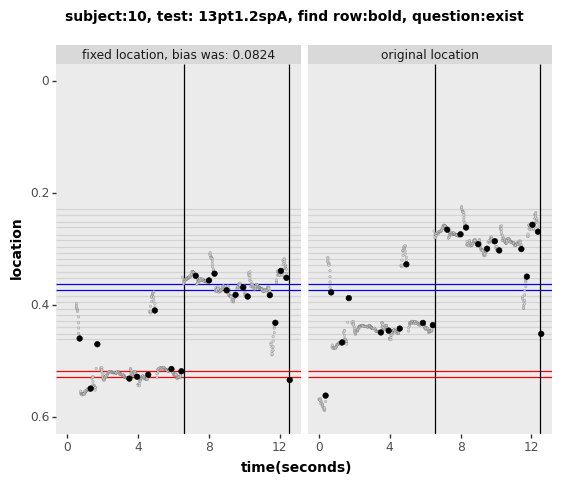 subject:10, test: 13pt1.2spA, find row:bold, question:exist
fixed location, bias was: 0.0824
original location
0
0.2
0.4
0.6
location
0
4
8
12
0
4
8
12
time(seconds)